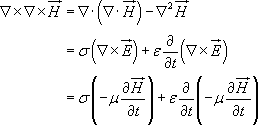 ∇×∇×H⃗ = ∇·(∇·H⃗) − ∇²H⃗
= σ(∇×E⃗) + ε ∂/∂t (∇×E⃗)
= σ(−μ ∂H⃗/∂t) + ε ∂/∂t (−μ ∂H⃗/∂t)